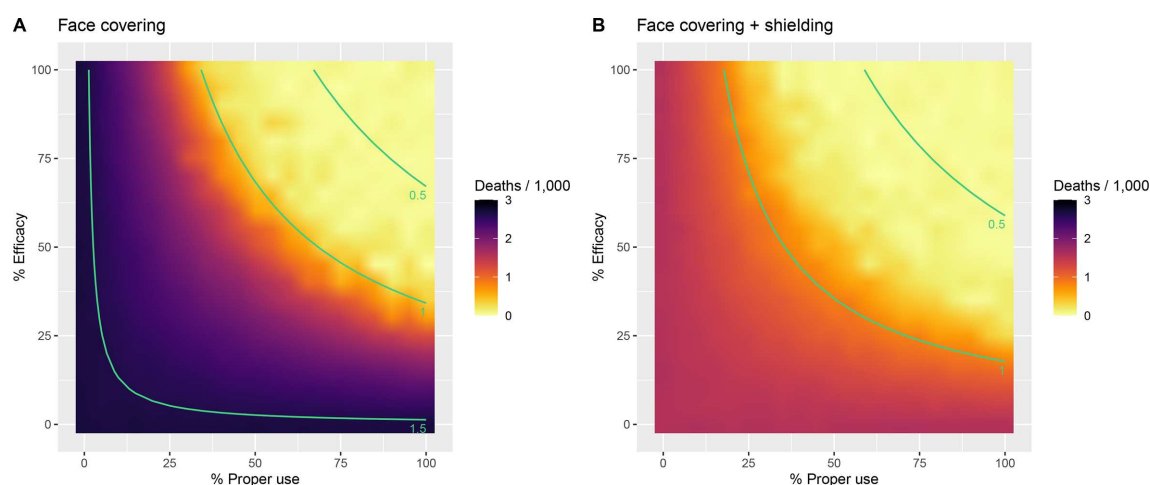 A Face covering
100
75
50
25
0
% Efficacy
0 25 50 75 100
% Proper use
0.5
1
1.5
Deaths / 1,000
3
2
1
0
B Face covering + shielding
100
75
50
25
0
% Efficacy
0 25 50 75 100
% Proper use
0.5
1
Deaths / 1,000
3
2
1
0